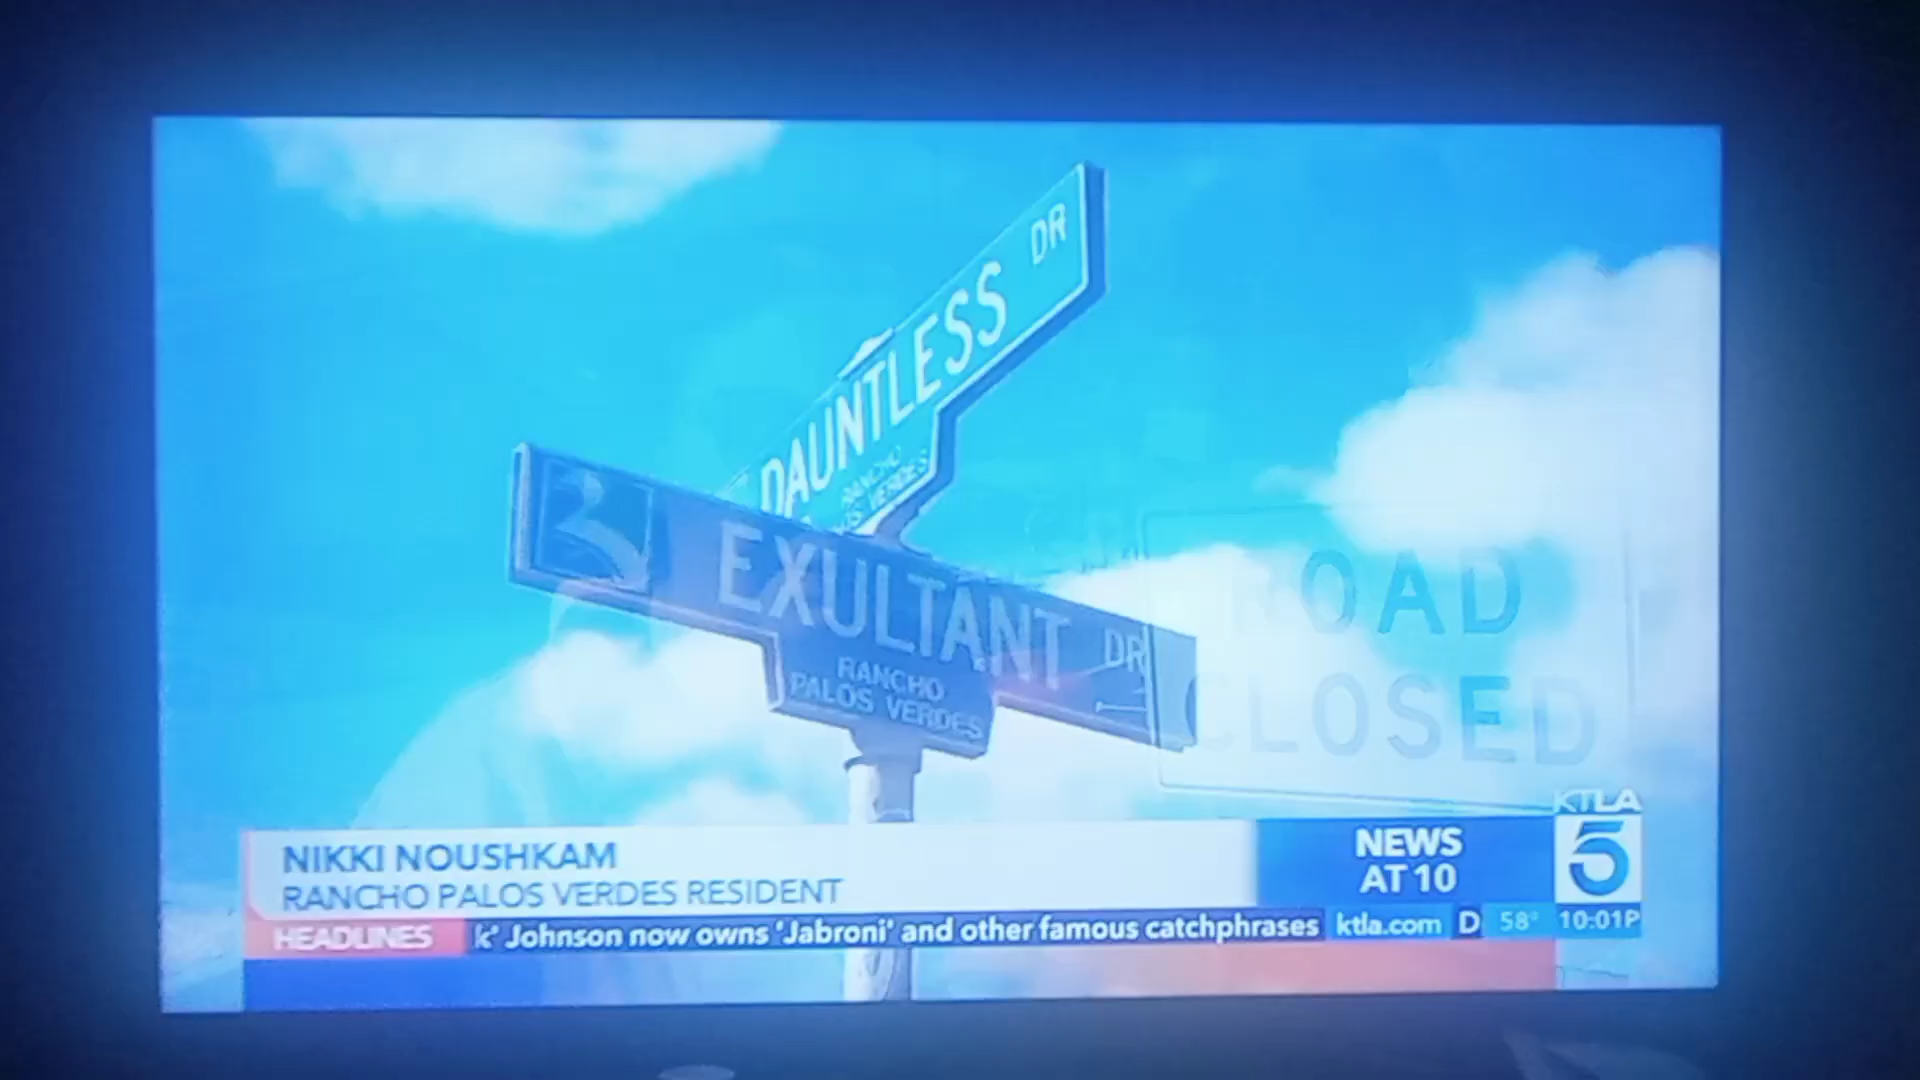 DAUNTLESS DR
RANCHO
VERDES
EXULTANT DR
RANCHO
PALOS VERDES
ROAD
CLOSED
KTLA
5
NIKKI NOUSHKAM
RANCHO PALOS VERDES RESIDENT
NEWS
AT 10
HEADLINES k' Johnson now owns 'Jabroni' and other famous catchphrases ktla.com D 58° 10:01P